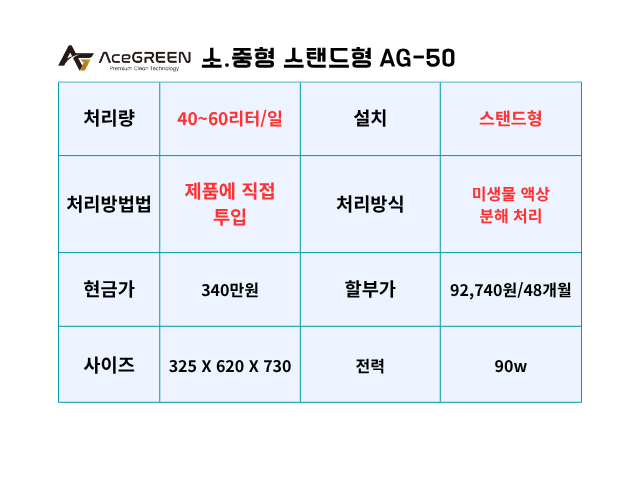 AG AceGREEN 소.중형 스탠드형 AG-50
Premium Clean Technology
처리량 40~60리터/일 설치 스탠드형
처리방법법 제품에 직접 투입 처리방식 미생물 액상 분해 처리
현금가 340만원 할부가 92,740원/48개월
사이즈 325 X 620 X 730 전력 90w